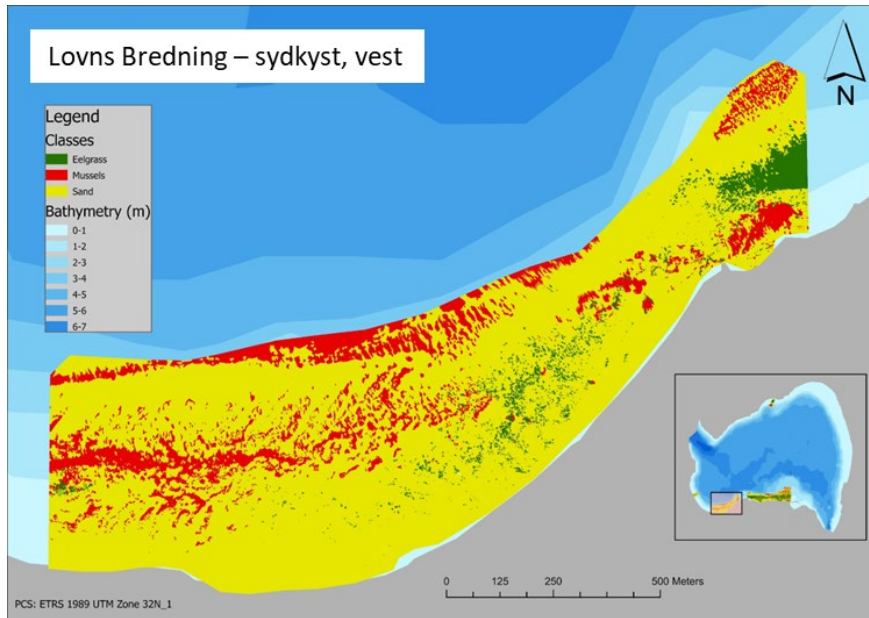 Lovns Bredning – sydkyst, vest
N
Legend
Classes
Eelgrass
Mussels
Sand
Bathymetry (m)
0-1
1-2
2-3
3-4
4-5
5-6
6-7
0 125 250 500 Meters
PCS: ETRS 1989 UTM Zone 32N_1